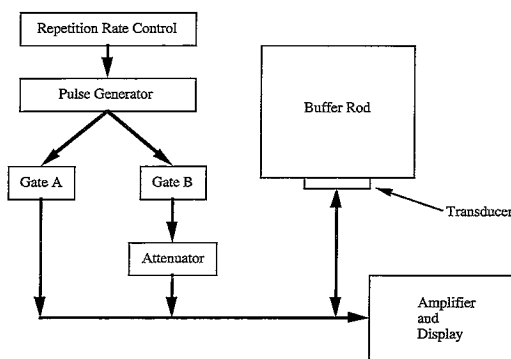 Repetition Rate Control
Pulse Generator
Buffer Rod
Gate A
Gate B
Transducer
Attenuator
Amplifier
and
Display